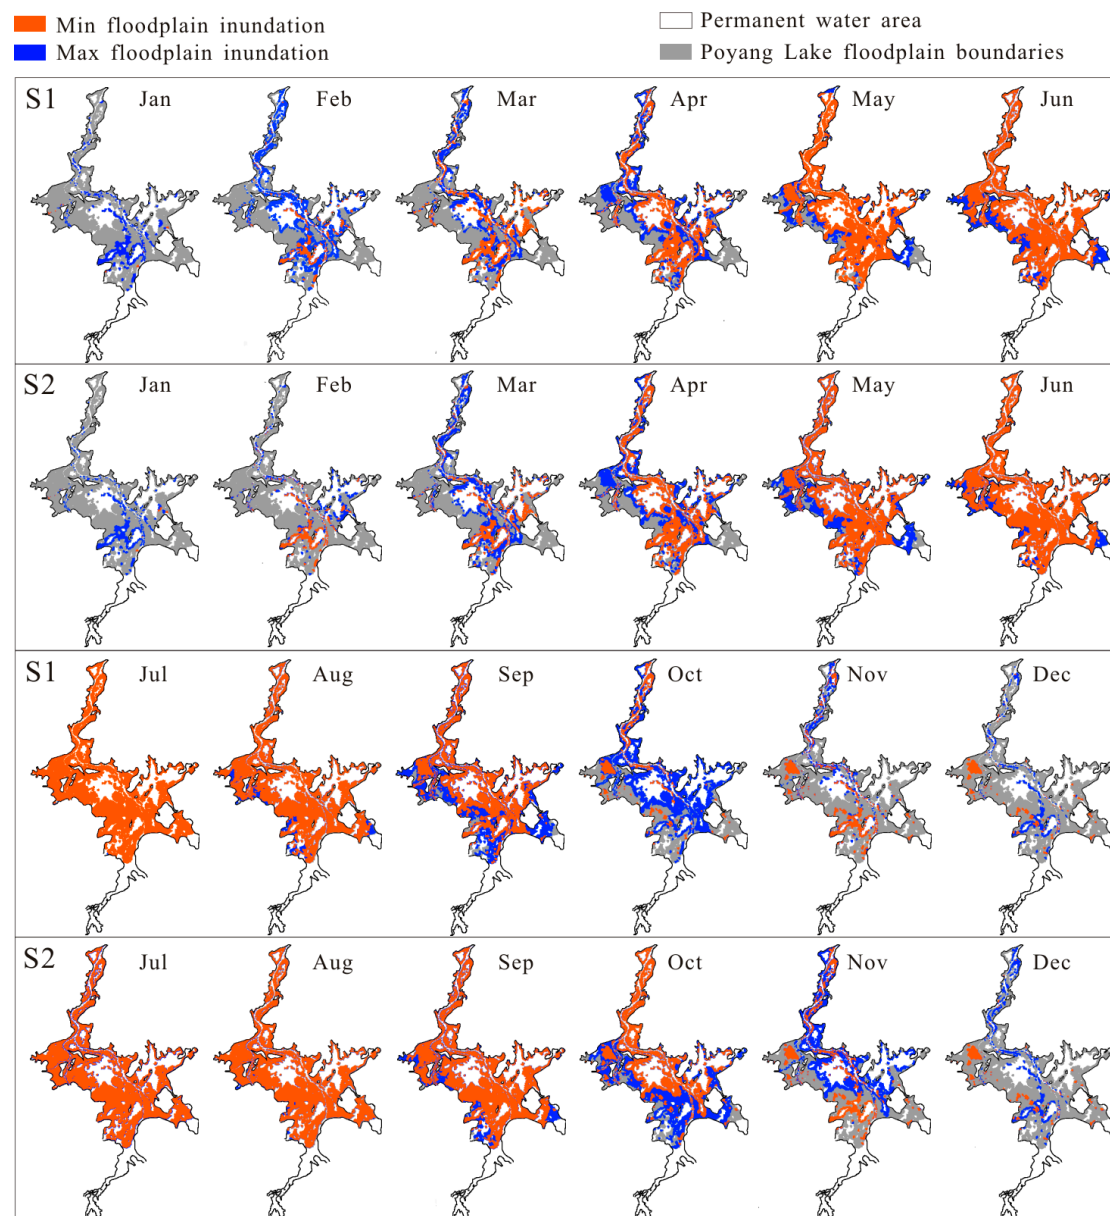 Min floodplain inundation
Permanent water area
Max floodplain inundation
Poyang Lake floodplain boundaries
S1 Jan Feb Mar Apr May Jun
S2 Jan Feb Mar Apr May Jun
S1 Jul Aug Sep Oct Nov Dec
S2 Jul Aug Sep Oct Nov Dec